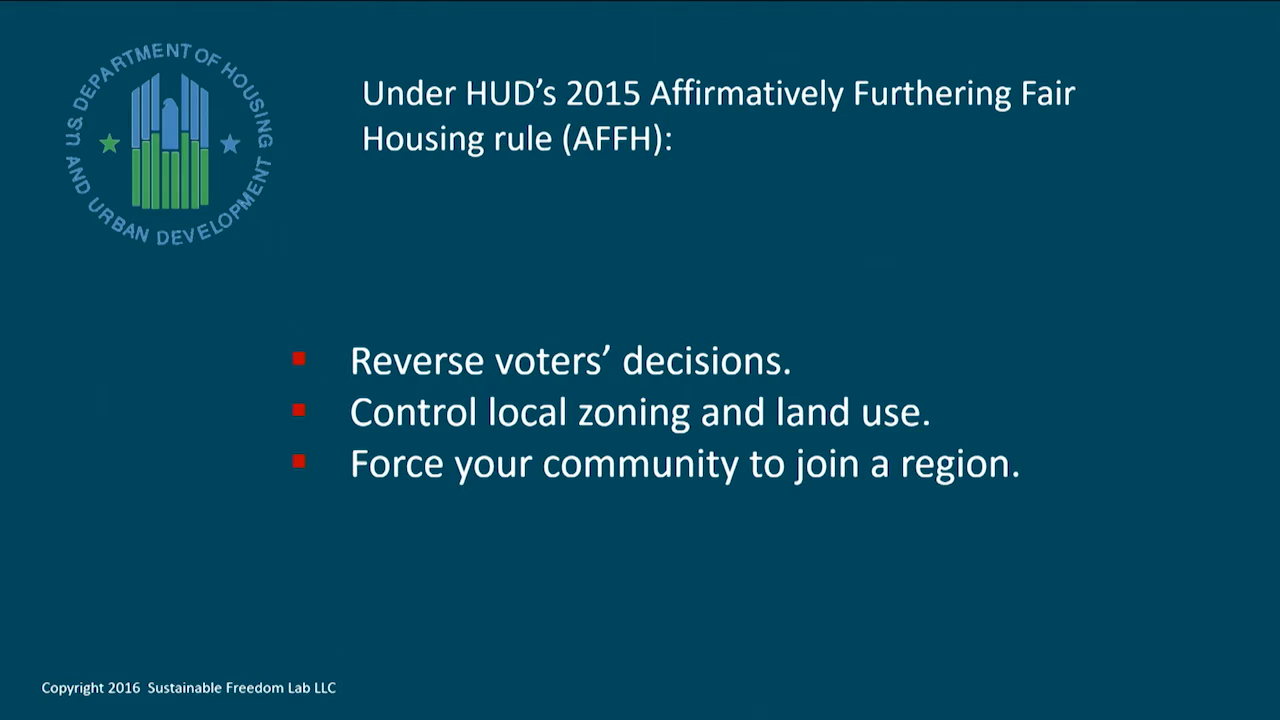 U.S. DEPARTMENT OF HOUSING
AND URBAN DEVELOPMENT
Under HUD’s 2015 Affirmatively Furthering Fair
Housing rule (AFFH):
Reverse voters’ decisions.
Control local zoning and land use.
Force your community to join a region.
Copyright 2016 Sustainable Freedom Lab LLC